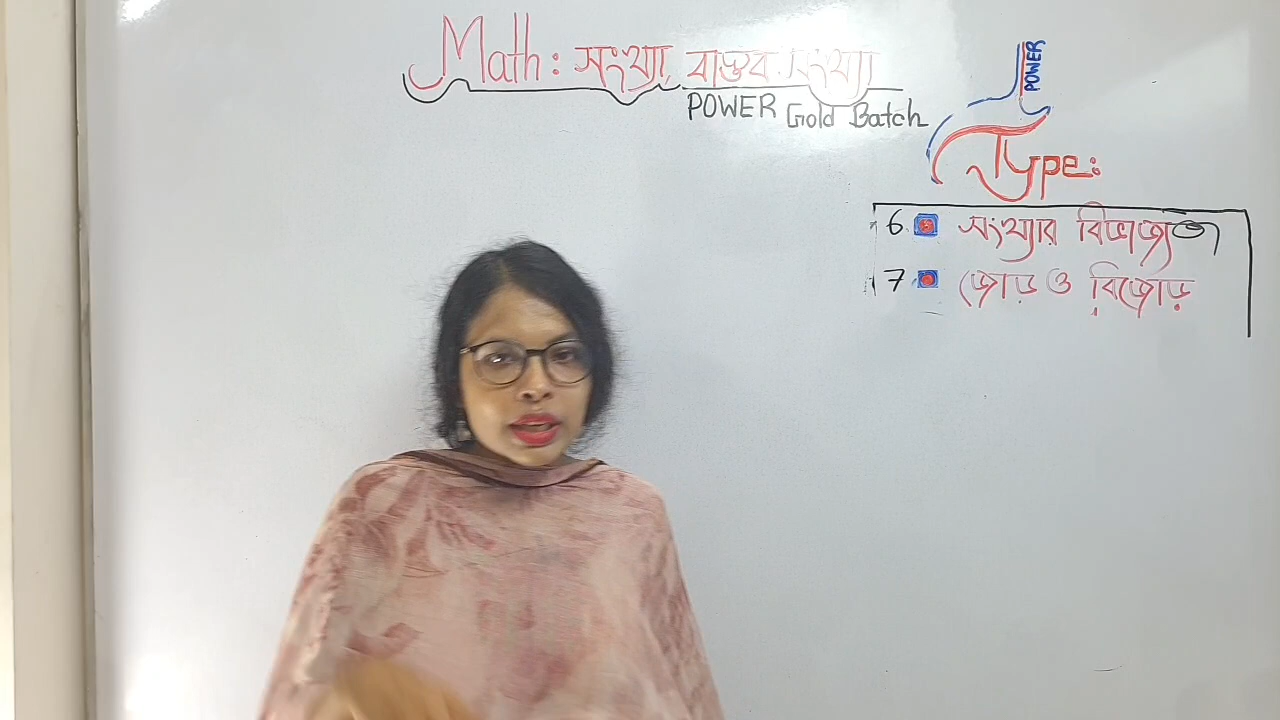 Math: সংখ্যা, বাস্তব সংখ্যা
POWER Gold Batch
POWER
Type:
6 সংখ্যার বিভাজ্যতা
7 জোড় ও বিজোড়